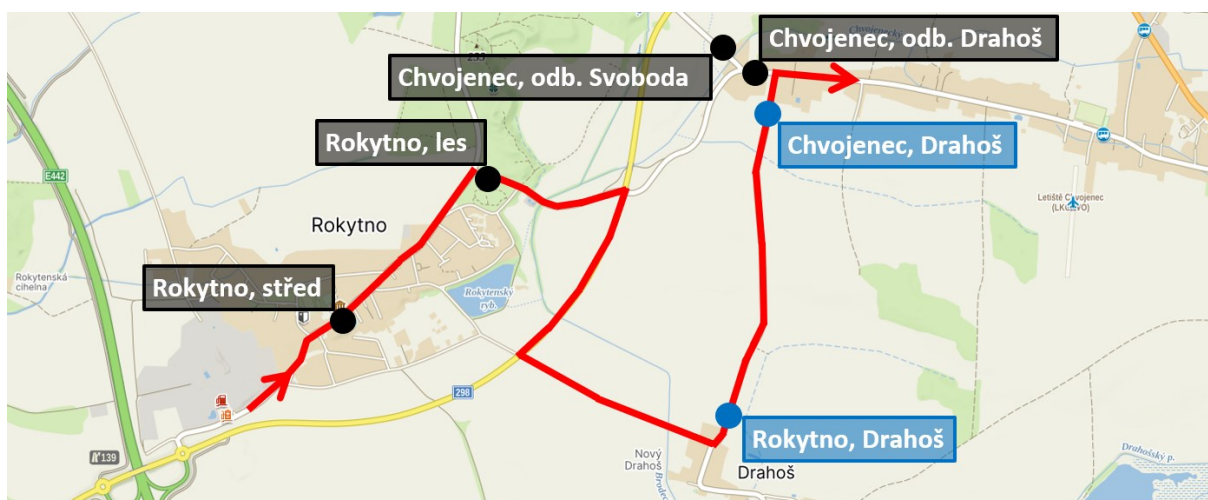 Chvojenecký
Chvojenec, odb. Drahoš
Chvojenec, odb. Svoboda
Rokytno, les
Chvojenec, Drahoš
E442
Letiště Chvojenec
Rokytno
Rokytenská
cihelna
Rokytno, střed
Rokytenský
ryb.
298
Rokytno, Drahoš
139
Nový
Drahoš
Drahoš
Drahošský p.